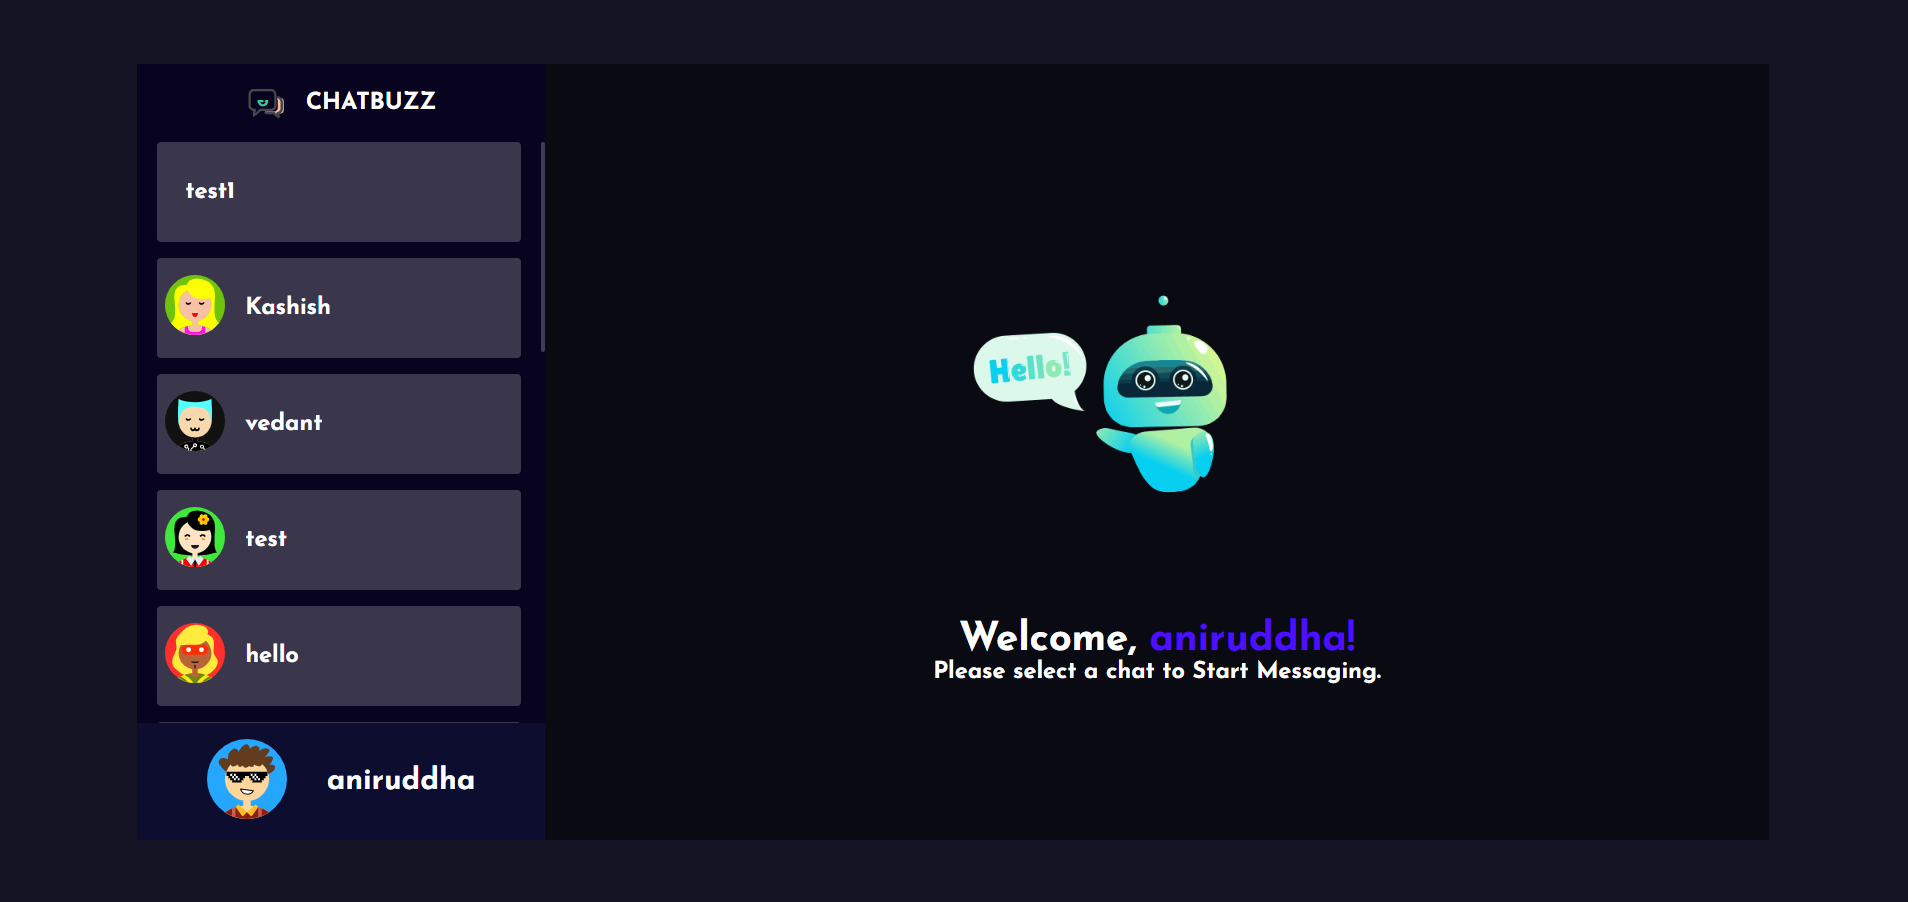 CHATBUZZ
test1
Kashish
vedant
test
hello
aniruddha
Hello!
Welcome, aniruddha!
Please select a chat to Start Messaging.